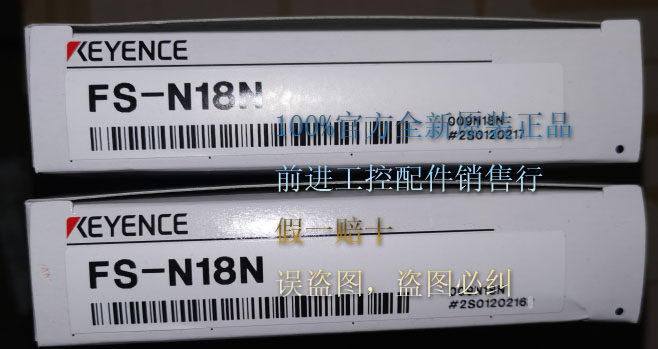 KEYENCE
FS-N18N
009N18N
#2S0120217
100%官方全新原装正品
前进工控配件销售行
KEYENCE
假一赔十
FS-N18N
误盗图，盗图必纠
009N18N
#2S0120216